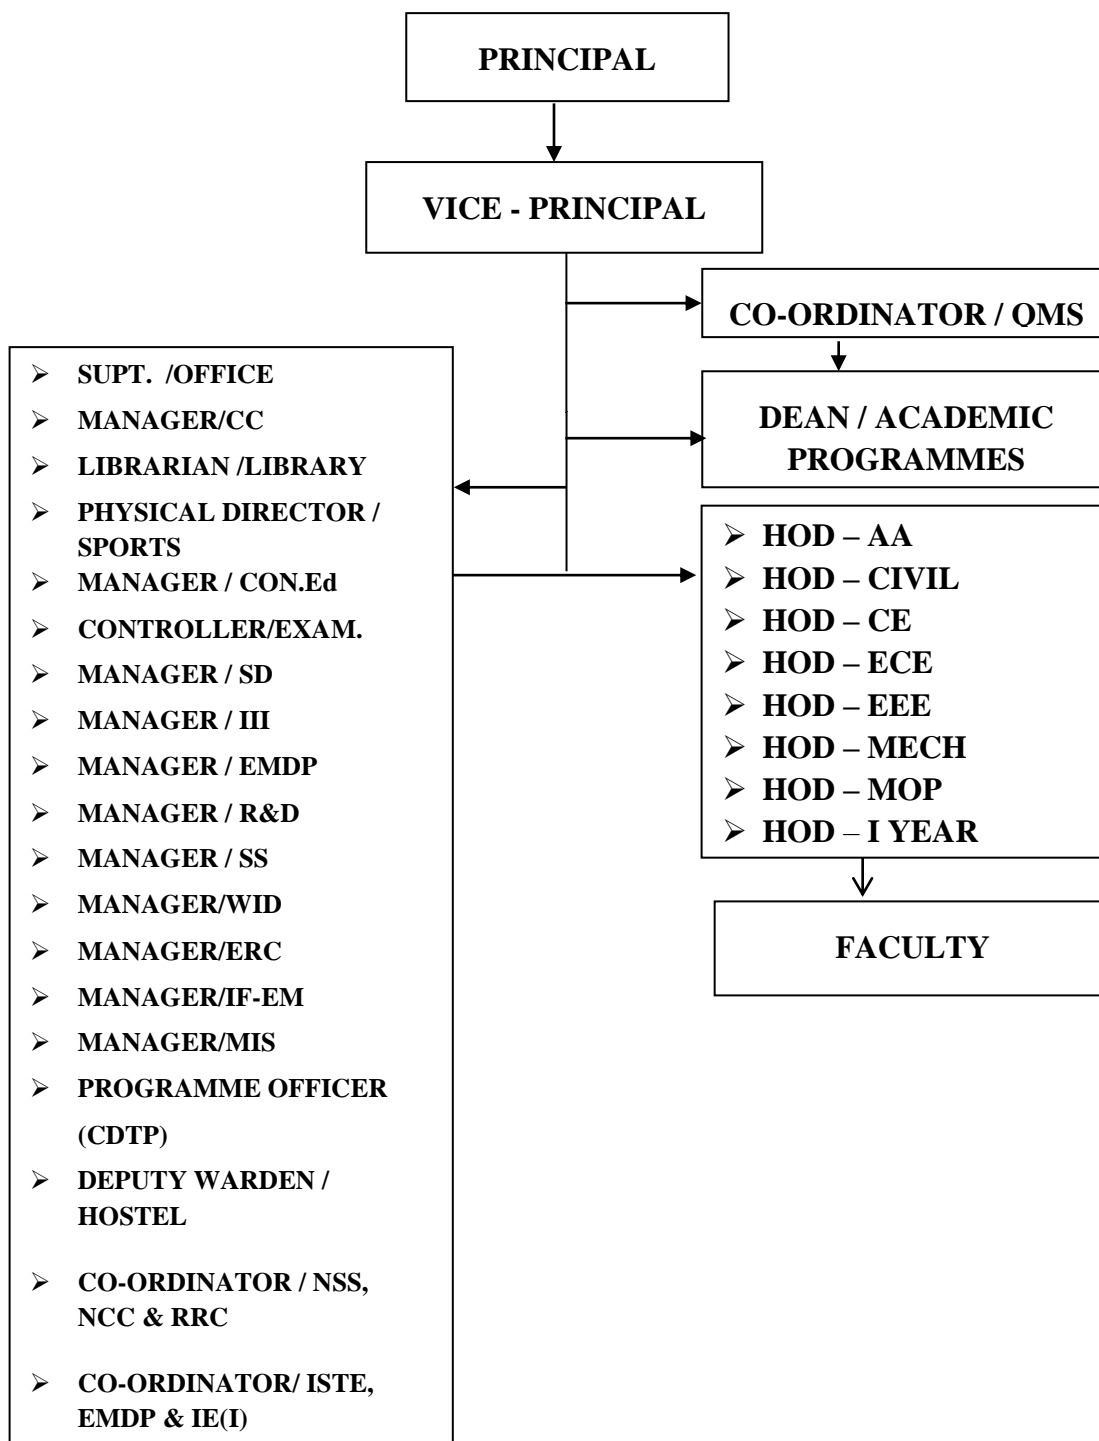 PRINCIPAL
VICE - PRINCIPAL
CO-ORDINATOR / QMS
DEAN / ACADEMIC
PROGRAMMES
➢ HOD – AA
➢ HOD – CIVIL
➢ HOD – CE
➢ HOD – ECE
➢ HOD – EEE
➢ HOD – MECH
➢ HOD – MOP
➢ HOD – I YEAR
FACULTY
➢ SUPT. /OFFICE
➢ MANAGER/CC
➢ LIBRARIAN /LIBRARY
➢ PHYSICAL DIRECTOR /
SPORTS
➢ MANAGER / CON.Ed
➢ CONTROLLER/EXAM.
➢ MANAGER / SD
➢ MANAGER / III
➢ MANAGER / EMDP
➢ MANAGER / R&D
➢ MANAGER / SS
➢ MANAGER/WID
➢ MANAGER/ERC
➢ MANAGER/IF-EM
➢ MANAGER/MIS
➢ PROGRAMME OFFICER
(CDTP)
➢ DEPUTY WARDEN /
HOSTEL
➢ CO-ORDINATOR / NSS,
NCC & RRC
➢ CO-ORDINATOR/ ISTE,
EMDP & IE(I)